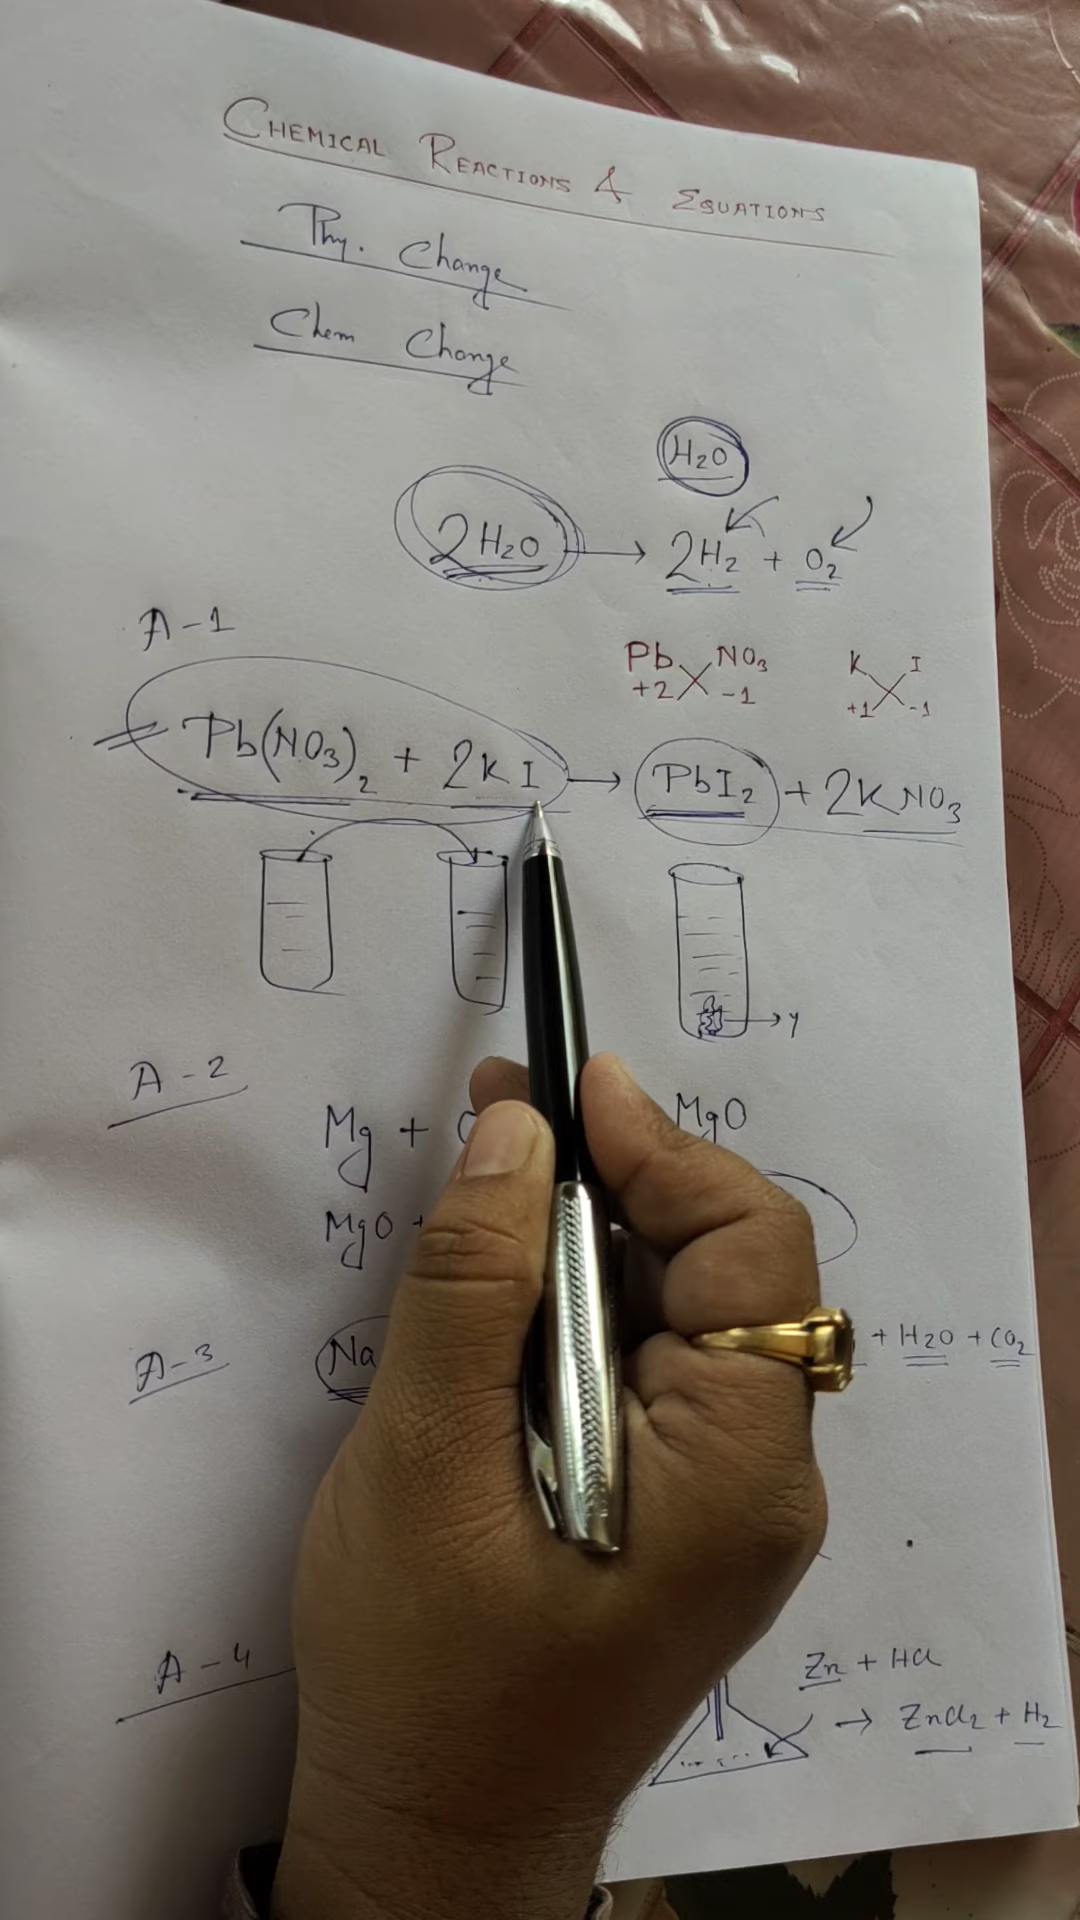 CHEMICAL REACTIONS & EQUATIONS
Phy. Change
Chem Change
H2O
2H2O → 2H2 + O2
A-1
Pb NO3 K I
+2 -1 +1 -1
Pb(NO3)2 + 2KI → PbI2 + 2KNO3
→ y
A-2
Mg + MgO
MgO +
A-3
Na + H2O + CO2
A-4
Zn + HCl
→ ZnCl2 + H2